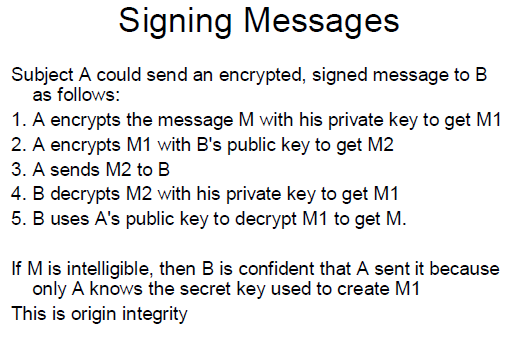 Signing Messages
Subject A could send an encrypted, signed message to B
as follows:
1. A encrypts the message M with his private key to get M1
2. A encrypts M1 with B's public key to get M2
3. A sends M2 to B
4. B decrypts M2 with his private key to get M1
5. B uses A's public key to decrypt M1 to get M.
If M is intelligible, then B is confident that A sent it because
only A knows the secret key used to create M1
This is origin integrity